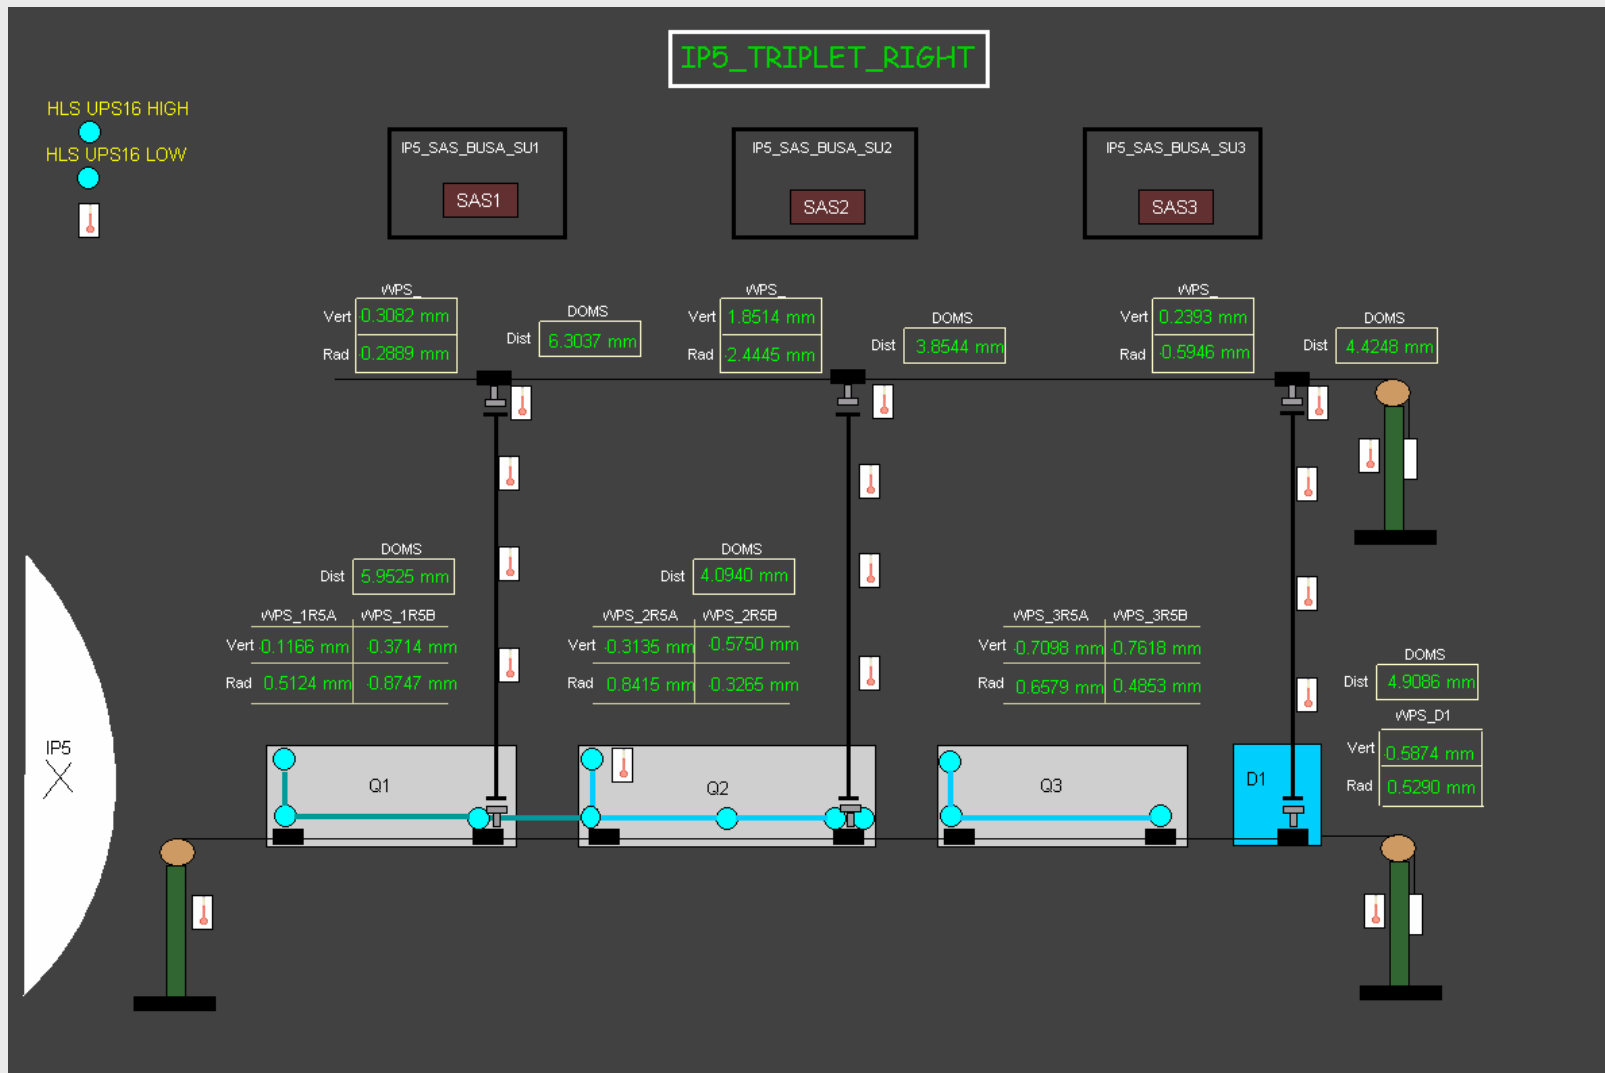 IP5_TRIPLET_RIGHT
HLS UPS16 HIGH
HLS UPS16 LOW
IP5_SAS_BUSA_SU1
SAS1
IP5_SAS_BUSA_SU2
SAS2
IP5_SAS_BUSA_SU3
SAS3
WPS_
Vert -0.3082 mm
Rad -0.2889 mm
DOMS
Dist 6.3037 mm
WPS_
Vert 1.8514 mm
Rad -2.4445 mm
DOMS
Dist 3.8544 mm
WPS_
Vert 0.2393 mm
Rad -0.5946 mm
DOMS
Dist 4.4248 mm
DOMS
Dist 5.9525 mm
WPS_1R5A WPS_1R5B
Vert -0.1166 mm -0.3714 mm
Rad 0.5124 mm -0.8747 mm
DOMS
Dist 4.0940 mm
WPS_2R5A WPS_2R5B
Vert -0.3135 mm -0.5750 mm
Rad 0.8415 mm -0.3265 mm
WPS_3R5A WPS_3R5B
Vert -0.7098 mm -0.7618 mm
Rad 0.6579 mm 0.4853 mm
DOMS
Dist 4.9086 mm
WPS_D1
Vert -0.5874 mm
Rad 0.5290 mm
IP5
Q1
Q2
Q3
D1